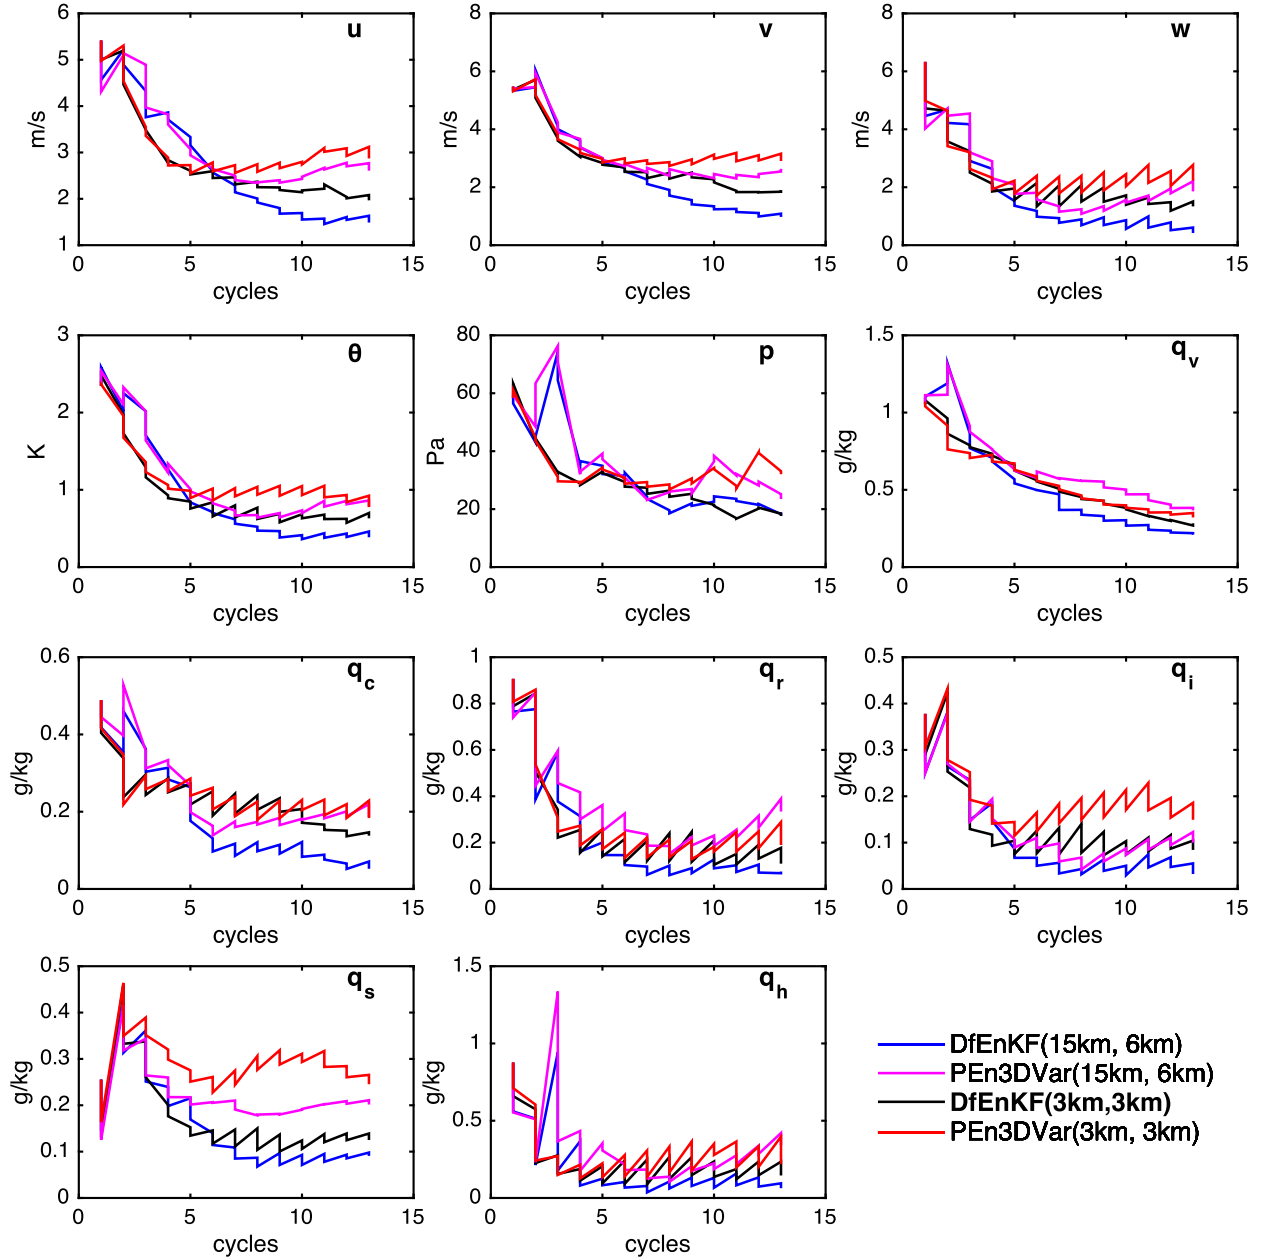 u
6
5
4
3
2
1
m/s
0
5
10
15
cycles
v
8
6
4
2
0
m/s
0
5
10
15
cycles
w
8
6
4
2
0
m/s
0
5
10
15
cycles
θ
3
2
1
0
K
0
5
10
15
cycles
p
80
60
40
20
0
Pa
0
5
10
15
cycles
qv
1.5
1
0.5
0
g/kg
0
5
10
15
cycles
qc
0.6
0.4
0.2
0
g/kg
0
5
10
15
cycles
qr
1
0.8
0.6
0.4
0.2
0
g/kg
0
5
10
15
cycles
qi
0.5
0.4
0.3
0.2
0.1
0
g/kg
0
5
10
15
cycles
qs
0.5
0.4
0.3
0.2
0.1
0
g/kg
0
5
10
15
cycles
qh
1.5
1
0.5
0
g/kg
0
5
10
15
cycles
DfEnKF(15km, 6km)
PEn3DVar(15km, 6km)
DfEnKF(3km,3km)
PEn3DVar(3km, 3km)